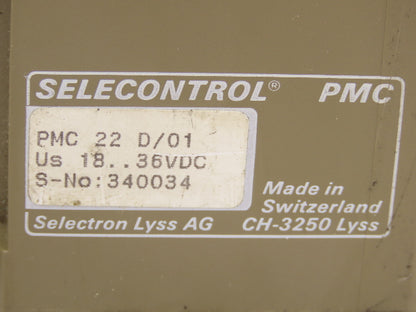 SELECONTROL® PMC
PMC 22 D/01
Us 18..36VDC
S-No:340034
Made in
Switzerland
Selectron Lyss AG CH-3250 Lyss